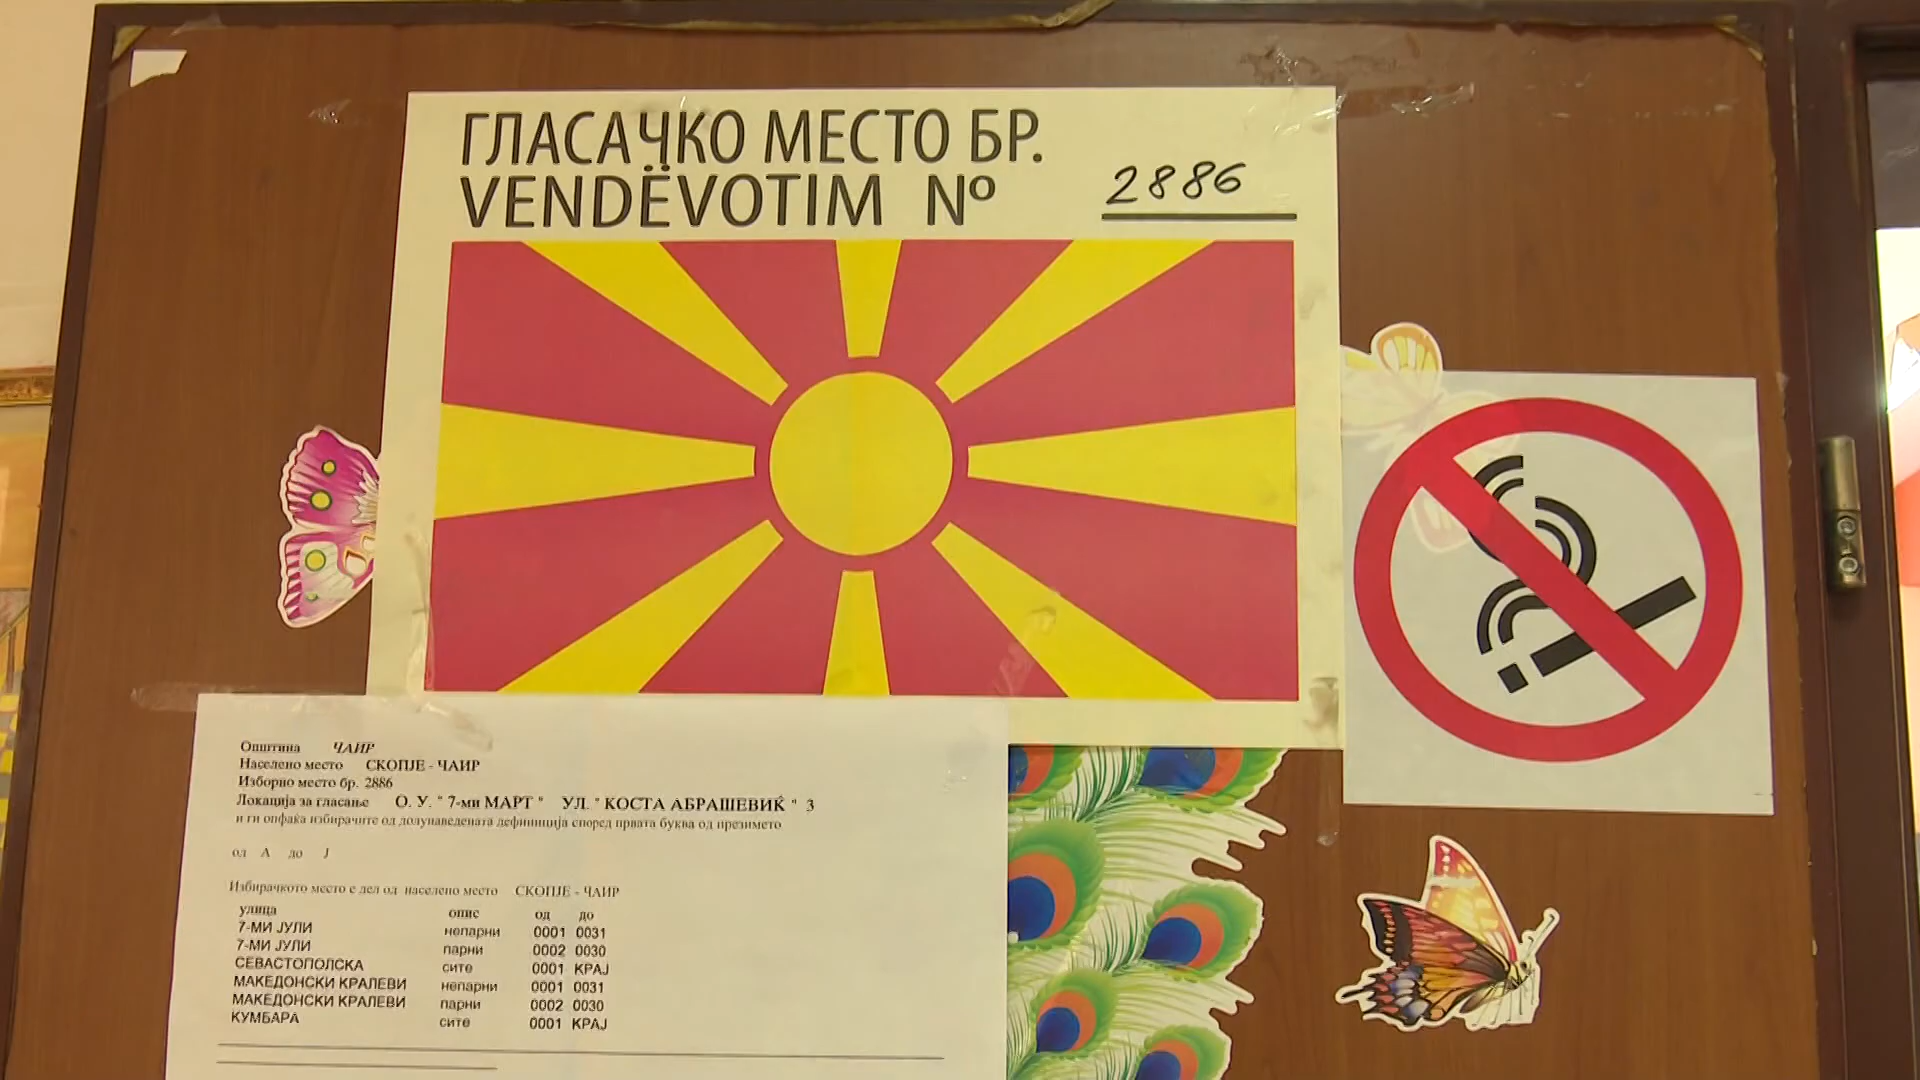 ГЛАСАЧКО МЕСТО БР.
VENDËVOTIM Nº 2886
Општина ЧАИР
Населено место СКОПЈЕ - ЧАИР
Изборно место бр. 2886
Локација за гласање О. У. " 7-ми МАРТ " УЛ. " КОСТА АБРАШЕВИЌ " 3
и ги опфаќа избирачите од долунаведената дефиниција според првата буква од презимето
од А до Ј
Избирачкото место е дел од населено место СКОПЈЕ - ЧАИР
улица опис од до
7-МИ ЈУЛИ непарни 0001 0031
7-МИ ЈУЛИ парни 0002 0030
СЕВАСТОПОЛСКА сите 0001 КРАЈ
МАКЕДОНСКИ КРАЛЕВИ непарни 0001 0031
МАКЕДОНСКИ КРАЛЕВИ парни 0002 0030
КУМБАРА сите 0001 КРАЈ